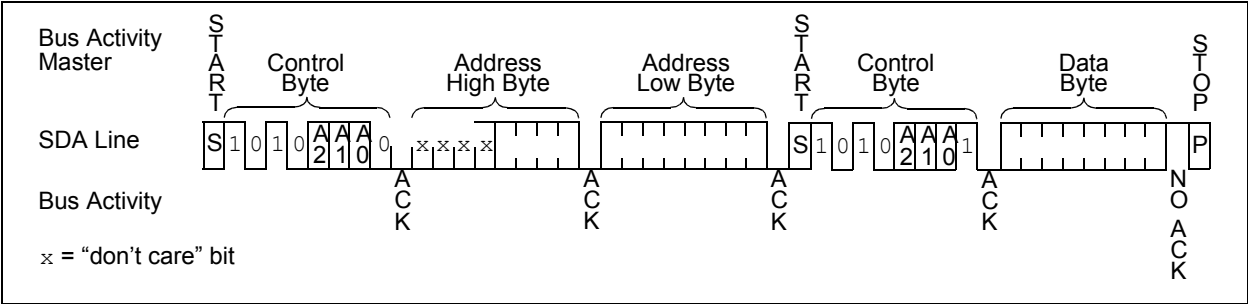 Bus Activity
Master
START
Control
Byte
Address
High Byte
Address
Low Byte
START
Control
Byte
Data
Byte
STOP
SDA Line
S 1 0 1 0 A2 A1 A0 0 x x x x S 1 0 1 0 A2 A1 A0 1 P
Bus Activity
ACK
ACK
ACK
ACK
NO ACK
x = “don’t care” bit